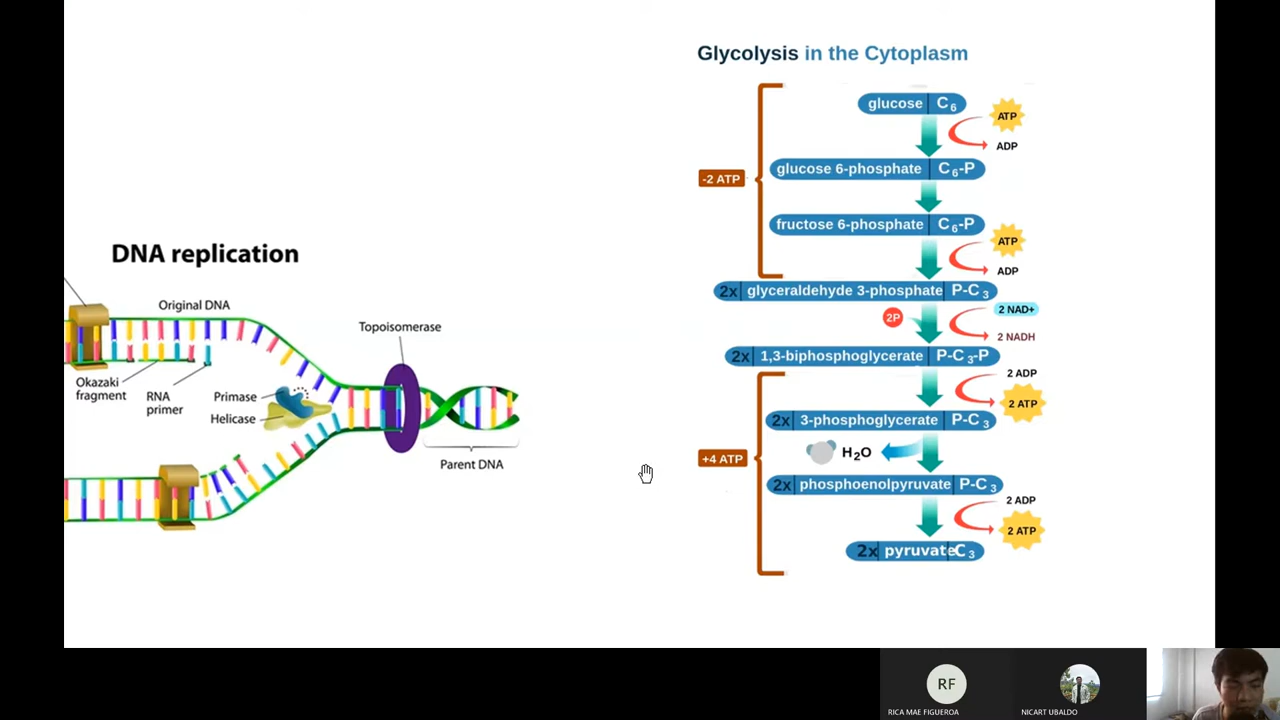 DNA replication
Original DNA
Topoisomerase
Okazaki
fragment
RNA
primer
Primase
Helicase
Parent DNA
Glycolysis in the Cytoplasm
glucose C6
ATP
ADP
-2 ATP
glucose 6-phosphate C6-P
fructose 6-phosphate C6-P
ATP
ADP
2x glyceraldehyde 3-phosphate P-C3
2P
2 NAD+
2 NADH
2x 1,3-biphosphoglycerate P-C3-P
2 ADP
2 ATP
2x 3-phosphoglycerate P-C3
+4 ATP
H2O
2x phosphoenolpyruvate P-C3
2 ADP
2 ATP
2x pyruvate C3
RF
RICA MAE FIGUEROA
NICART UBALDO